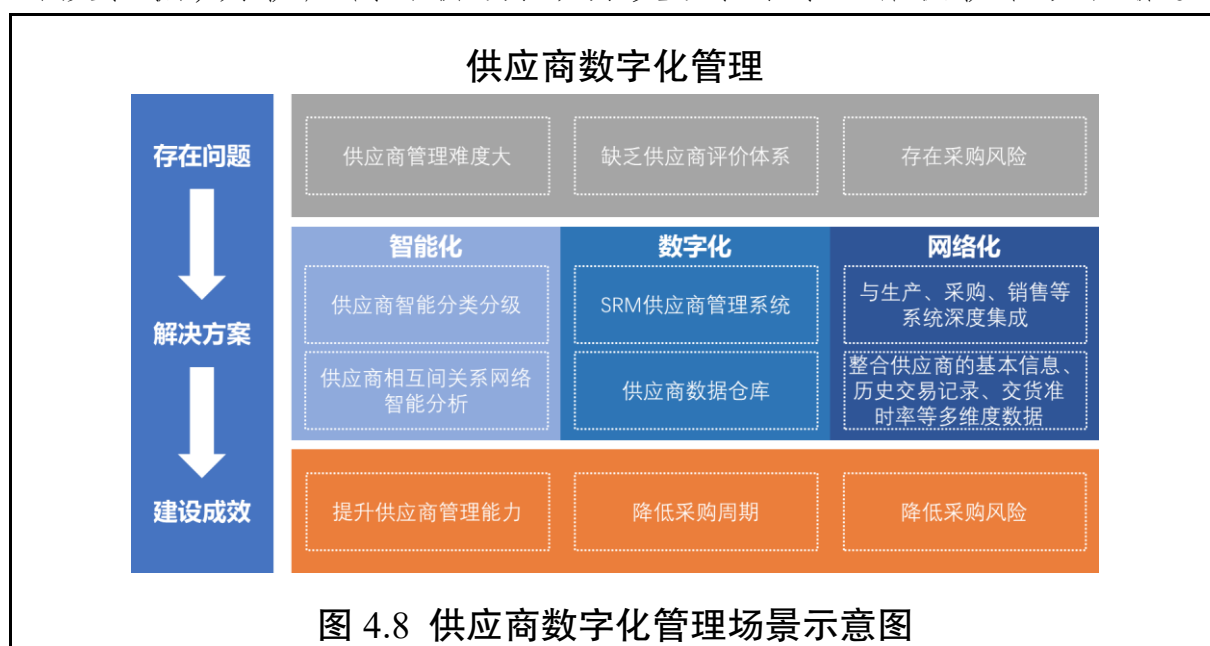 供应商数字化管理
存在问题
供应商管理难度大
缺乏供应商评价体系
存在采购风险
解决方案
智能化
供应商智能分类分级
供应商相互间关系网络
智能分析
数字化
SRM供应商管理系统
供应商数据仓库
网络化
与生产、采购、销售等
系统深度集成
整合供应商的基本信息、
历史交易记录、交货准
时率等多维度数据
建设成效
提升供应商管理能力
降低采购周期
降低采购风险
图 4.8 供应商数字化管理场景示意图